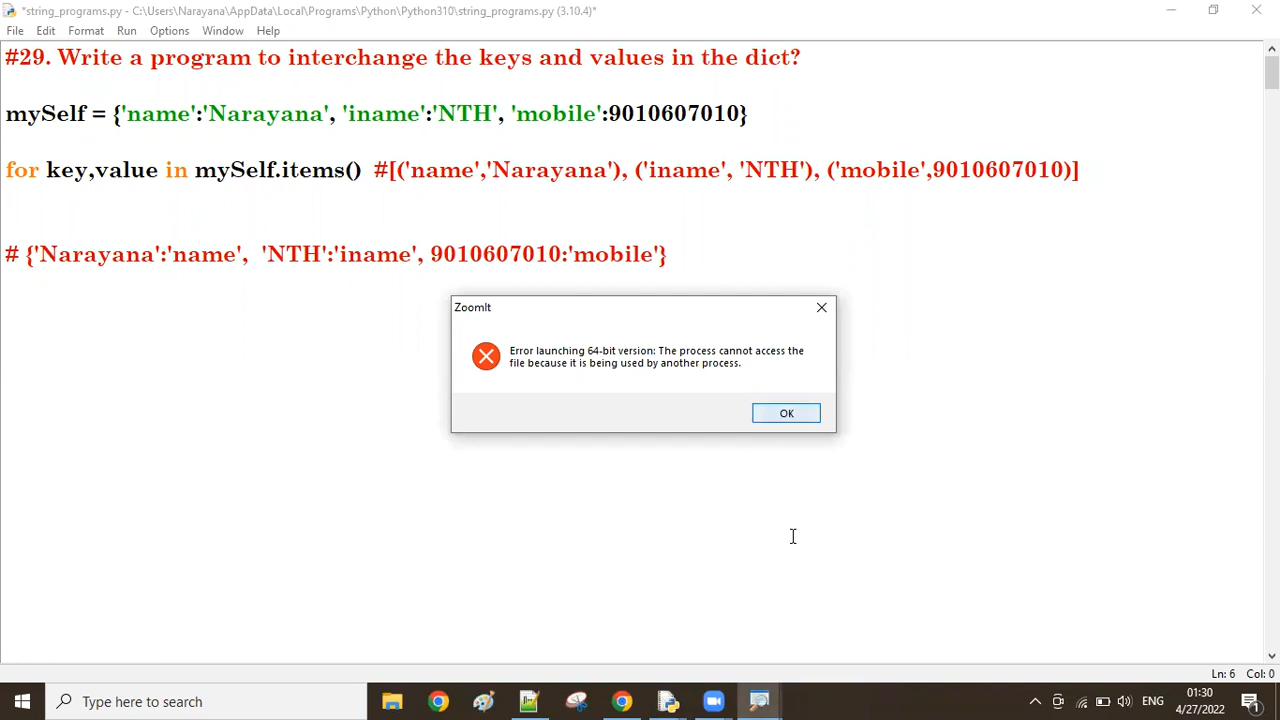 *string_programs.py - C:\Users\Narayana\AppData\Local\Programs\Python\Python310\string_programs.py (3.10.4)*
File Edit Format Run Options Window Help
#29. Write a program to interchange the keys and values in the dict?
mySelf = {'name':'Narayana', 'iname':'NTH', 'mobile':9010607010}
for key,value in mySelf.items() #[('name','Narayana'), ('iname', 'NTH'), ('mobile',9010607010)]
# {'Narayana':'name', 'NTH':'iname', 9010607010:'mobile'}
ZoomIt
Error launching 64-bit version: The process cannot access the
file because it is being used by another process.
OK
Ln: 6 Col: 0
Type here to search
ENG
01:30
4/27/2022
1